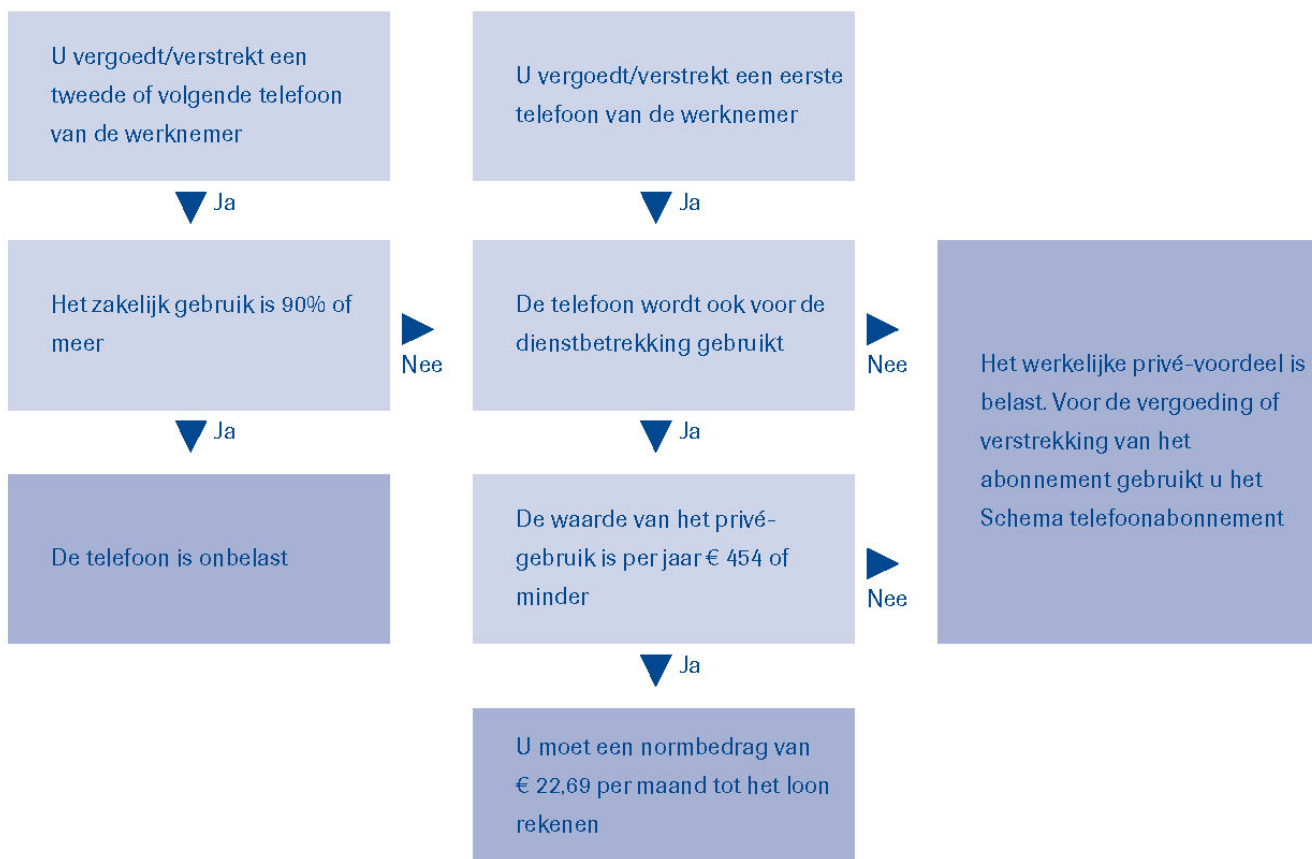 U vergoedt/verstrekt een
tweede of volgende telefoon
van de werknemer
U vergoedt/verstrekt een eerste
telefoon van de werknemer
Ja
Ja
Het zakelijk gebruik is 90% of
meer
Nee
De telefoon wordt ook voor de
dienstbetrekking gebruikt
Nee
Het werkelijke privé-voordeel is
belast. Voor de vergoeding of
verstrekking van het
abonnement gebruikt u het
Schema telefoonabonnement
Ja
Ja
De telefoon is onbelast
De waarde van het privé-
gebruik is per jaar € 454 of
minder
Nee
Ja
U moet een normbedrag van
€ 22,69 per maand tot het loon
rekenen